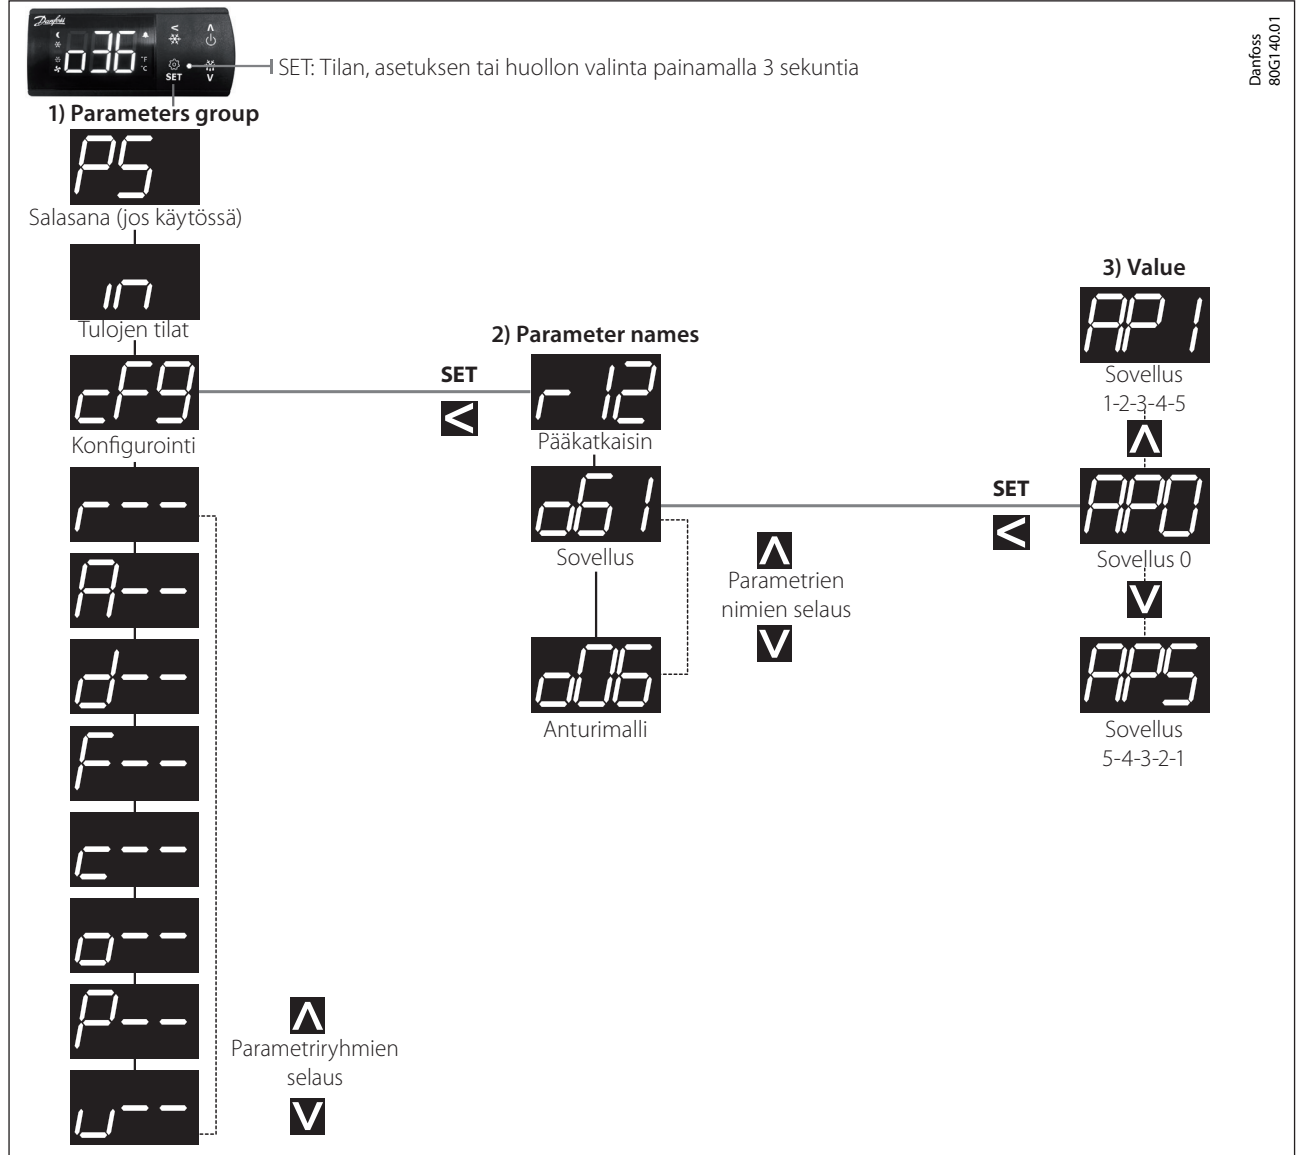 Danfoss
o36
°F
°C
SET
SET: Tilan, asetuksen tai huollon valinta painamalla 3 sekuntia
Danfoss
80G140.01
1) Parameters group
PS
Salasana (jos käytössä)
in
Tulojen tilat
cFg
Konfigurointi
r--
A--
d--
F--
c--
o--
P--
u--
Parametriryhmien
selaus
SET
2) Parameter names
r12
Pääkatkaisin
o61
Sovellus
o06
Anturimalli
Parametrien
nimien selaus
SET
3) Value
AP1
Sovellus
1-2-3-4-5
AP0
Sovellus 0
AP5
Sovellus
5-4-3-2-1